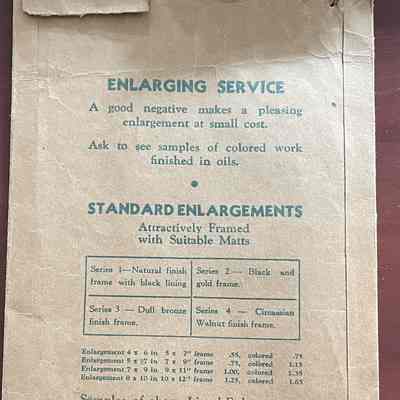 ENLARGING SERVICE
A good negative makes a pleasing
enlargement at small cost.
Ask to see samples of colored work
finished in oils.
STANDARD ENLARGEMENTS
Attractively Framed
with Suitable Matts
Series 1—Natural finish
frame with black lining
Series 2 — Black and
gold frame.
Series 3 — Dull bronze
finish frame.
Series 4 — Circassian
Walnut finish frame.
Enlargement 4 x 6 in 5 x 7" frame .55, colored .75
Enlargement 5 x 7 in 7 x 9" frame .75, colored 1.15
Enlargement 7 x 9 in 9 x 11" frame 1.00, colored 1.35
Enlargement 8 x 10 in 10 x 12" frame 1.25, colored 1.65
Samples of